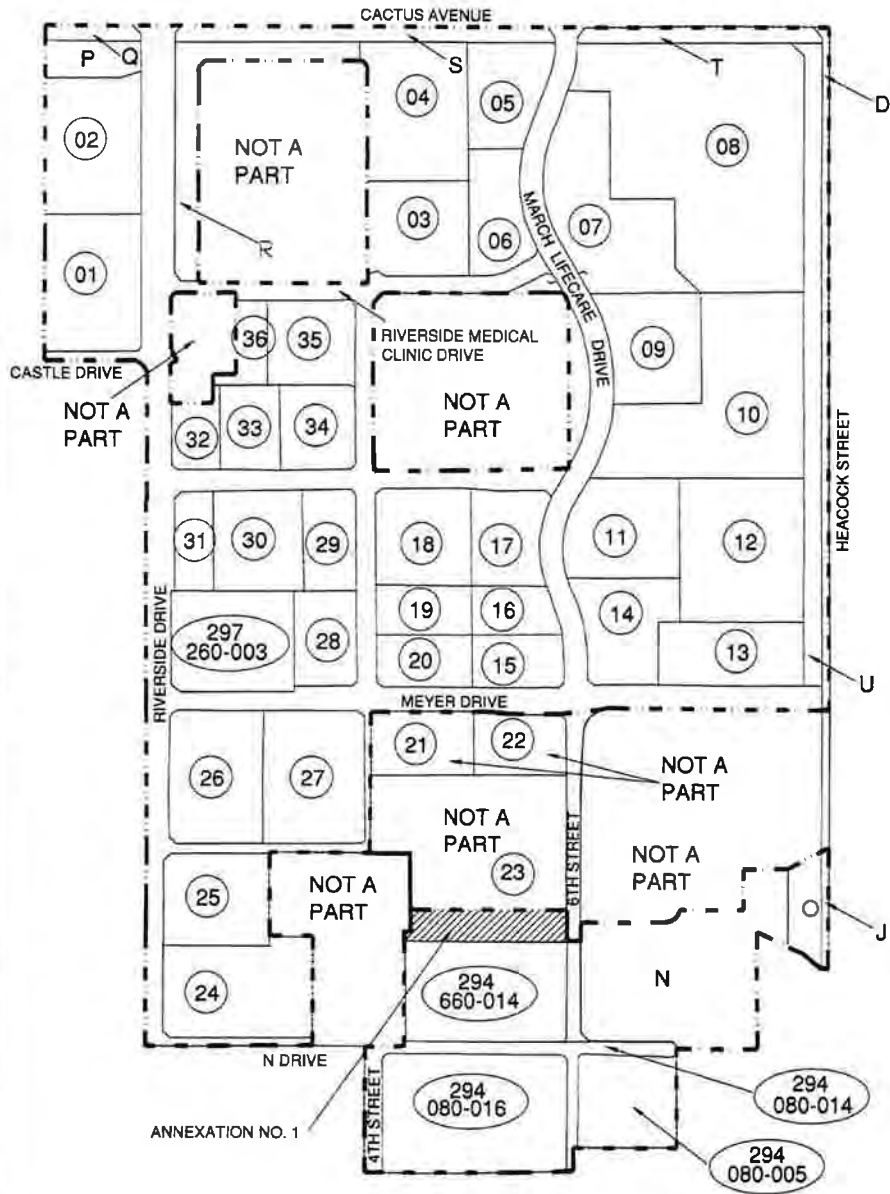 CACTUS AVENUE
P
Q
S
T
D
02
04
05
08
NOT A
PART
03
06
07
R
01
MARCH LIFECARE DRIVE
36
35
RIVERSIDE MEDICAL
CLINIC DRIVE
09
CASTLE DRIVE
NOT A
PART
NOT A
PART
10
32
33
34
HEACOCK STREET
31
30
29
18
17
11
12
19
16
14
297
260-003
28
20
15
13
U
RIVERSIDE DRIVE
MEYER DRIVE
21
22
NOT A
PART
26
27
NOT A
PART
6TH STREET
NOT A
PART
25
NOT A
PART
23
O
J
24
294
660-014
N
N DRIVE
4TH STREET
294
080-016
294
080-014
ANNEXATION NO. 1
294
080-005